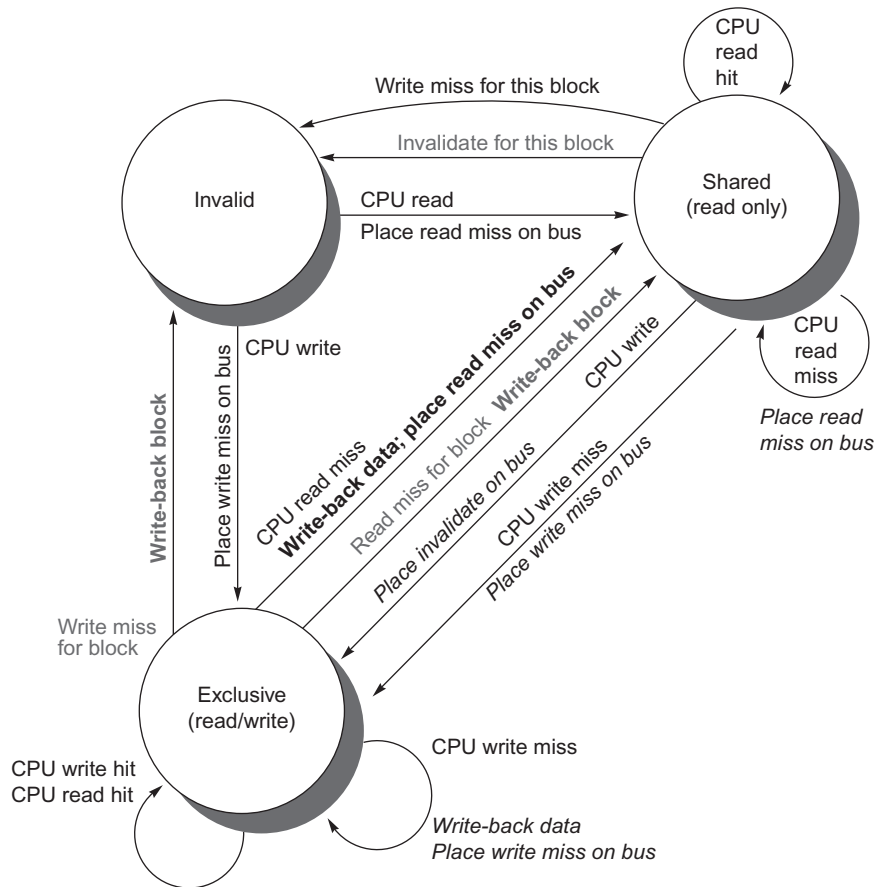 CPU
read
hit
Write miss for this block
Invalidate for this block
Invalid
Shared
(read only)
CPU read
Place read miss on bus
CPU write
Place write miss on bus
Write-back block
Write miss
for block
CPU read miss
Write-back data; place read miss on bus
Read miss for block Write-back block
CPU write
Place invalidate on bus
CPU write miss
Place write miss on bus
CPU
read
miss
Place read
miss on bus
Exclusive
(read/write)
CPU write hit
CPU read hit
CPU write miss
Write-back data
Place write miss on bus